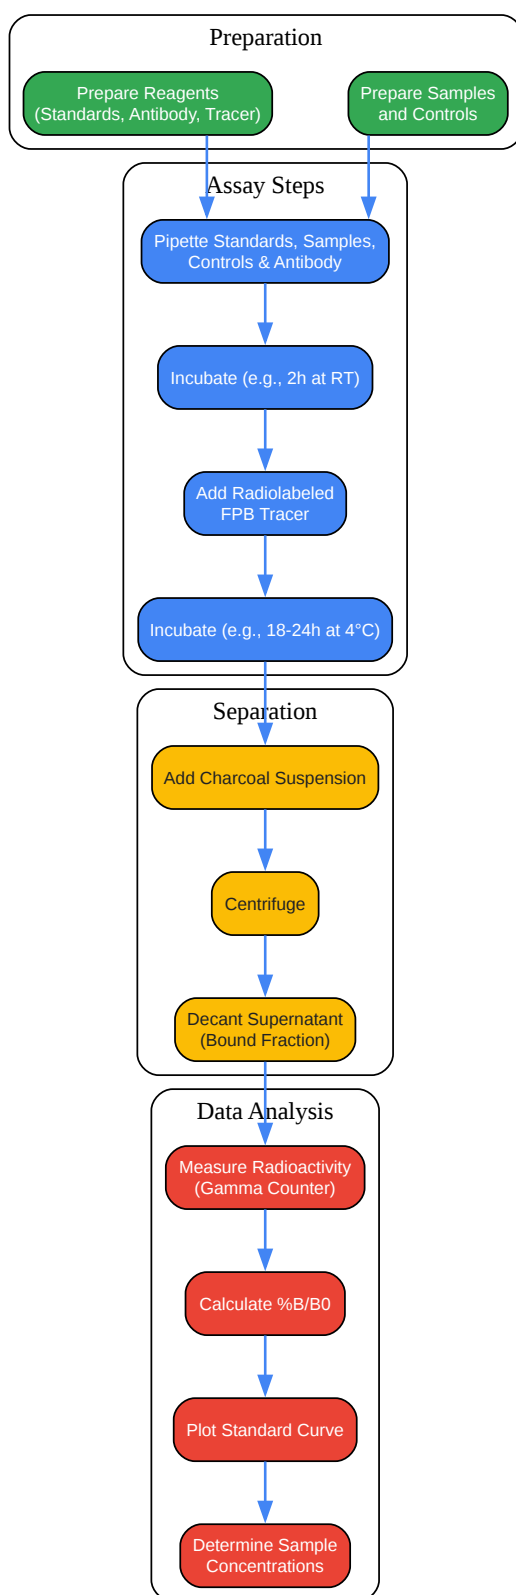 Preparation
Prepare Reagents
(Standards, Antibody, Tracer)
Prepare Samples
and Controls
Assay Steps
Pipette Standards, Samples,
Controls & Antibody
Incubate (e.g., 2h at RT)
Add Radiolabeled
FPB Tracer
Incubate (e.g., 18-24h at 4°C)
Separation
Add Charcoal Suspension
Centrifuge
Decant Supernatant
(Bound Fraction)
Data Analysis
Measure Radioactivity
(Gamma Counter)
Calculate %B/B0
Plot Standard Curve
Determine Sample
Concentrations